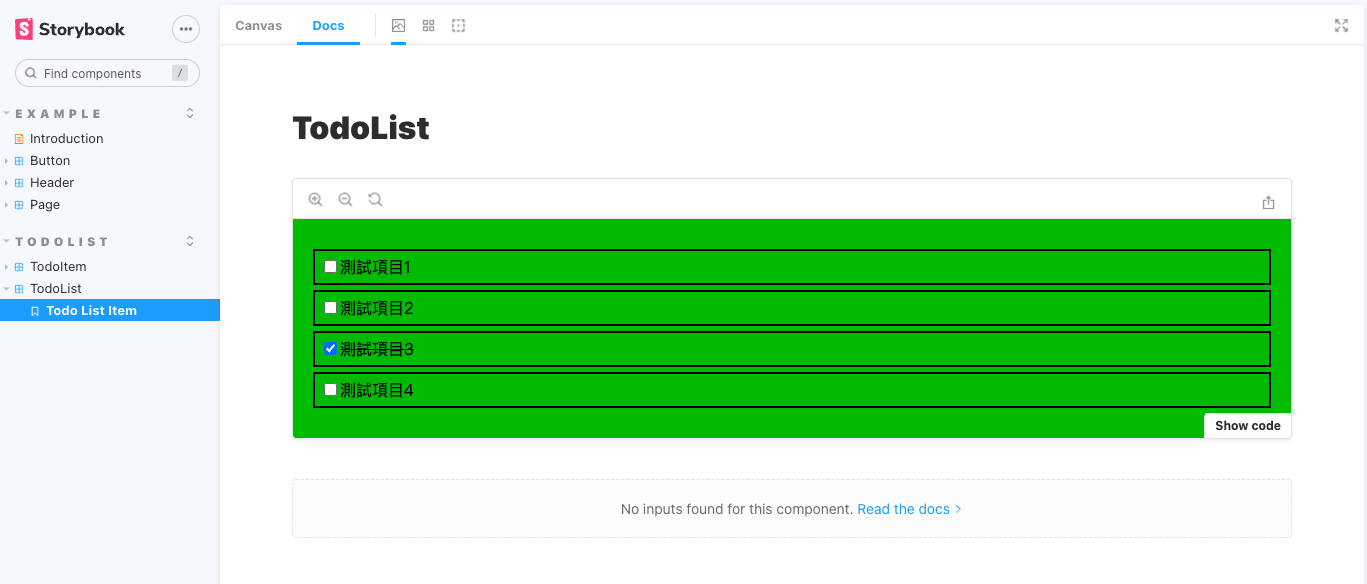 Storybook
Find components /
EXAMPLE
Introduction
Button
Header
Page
TODOLIST
TodoItem
TodoList
Todo List Item
Canvas Docs
TodoList
測試項目1
測試項目2
測試項目3
測試項目4
Show code
No inputs found for this component. Read the docs